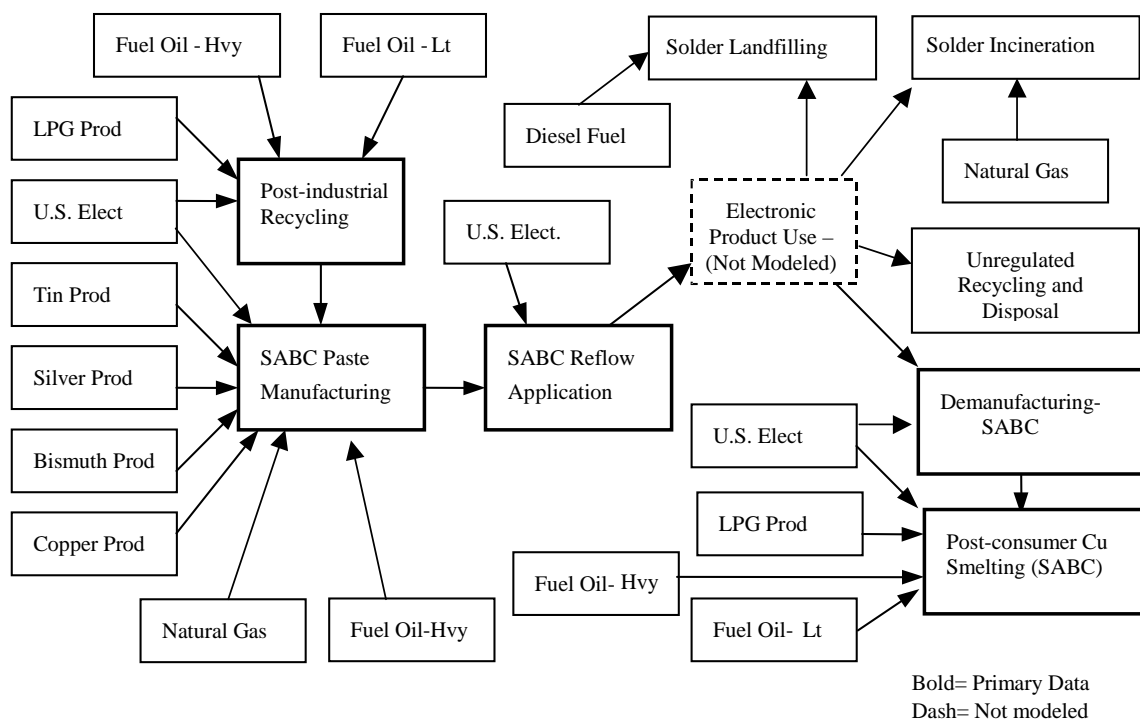 Fuel Oil - Hvy
Fuel Oil - Lt
Solder Landfilling
Solder Incineration
LPG Prod
Diesel Fuel
Post-industrial
Recycling
Natural Gas
U.S. Elect
U.S. Elect.
Electronic
Product Use –
(Not Modeled)
Unregulated
Recycling and
Disposal
Tin Prod
SABC Paste
Manufacturing
SABC Reflow
Application
Silver Prod
Demanufacturing-
SABC
U.S. Elect
Bismuth Prod
LPG Prod
Copper Prod
Post-consumer Cu
Smelting (SABC)
Fuel Oil- Hvy
Natural Gas
Fuel Oil-Hvy
Fuel Oil- Lt
Bold= Primary Data
Dash= Not modeled